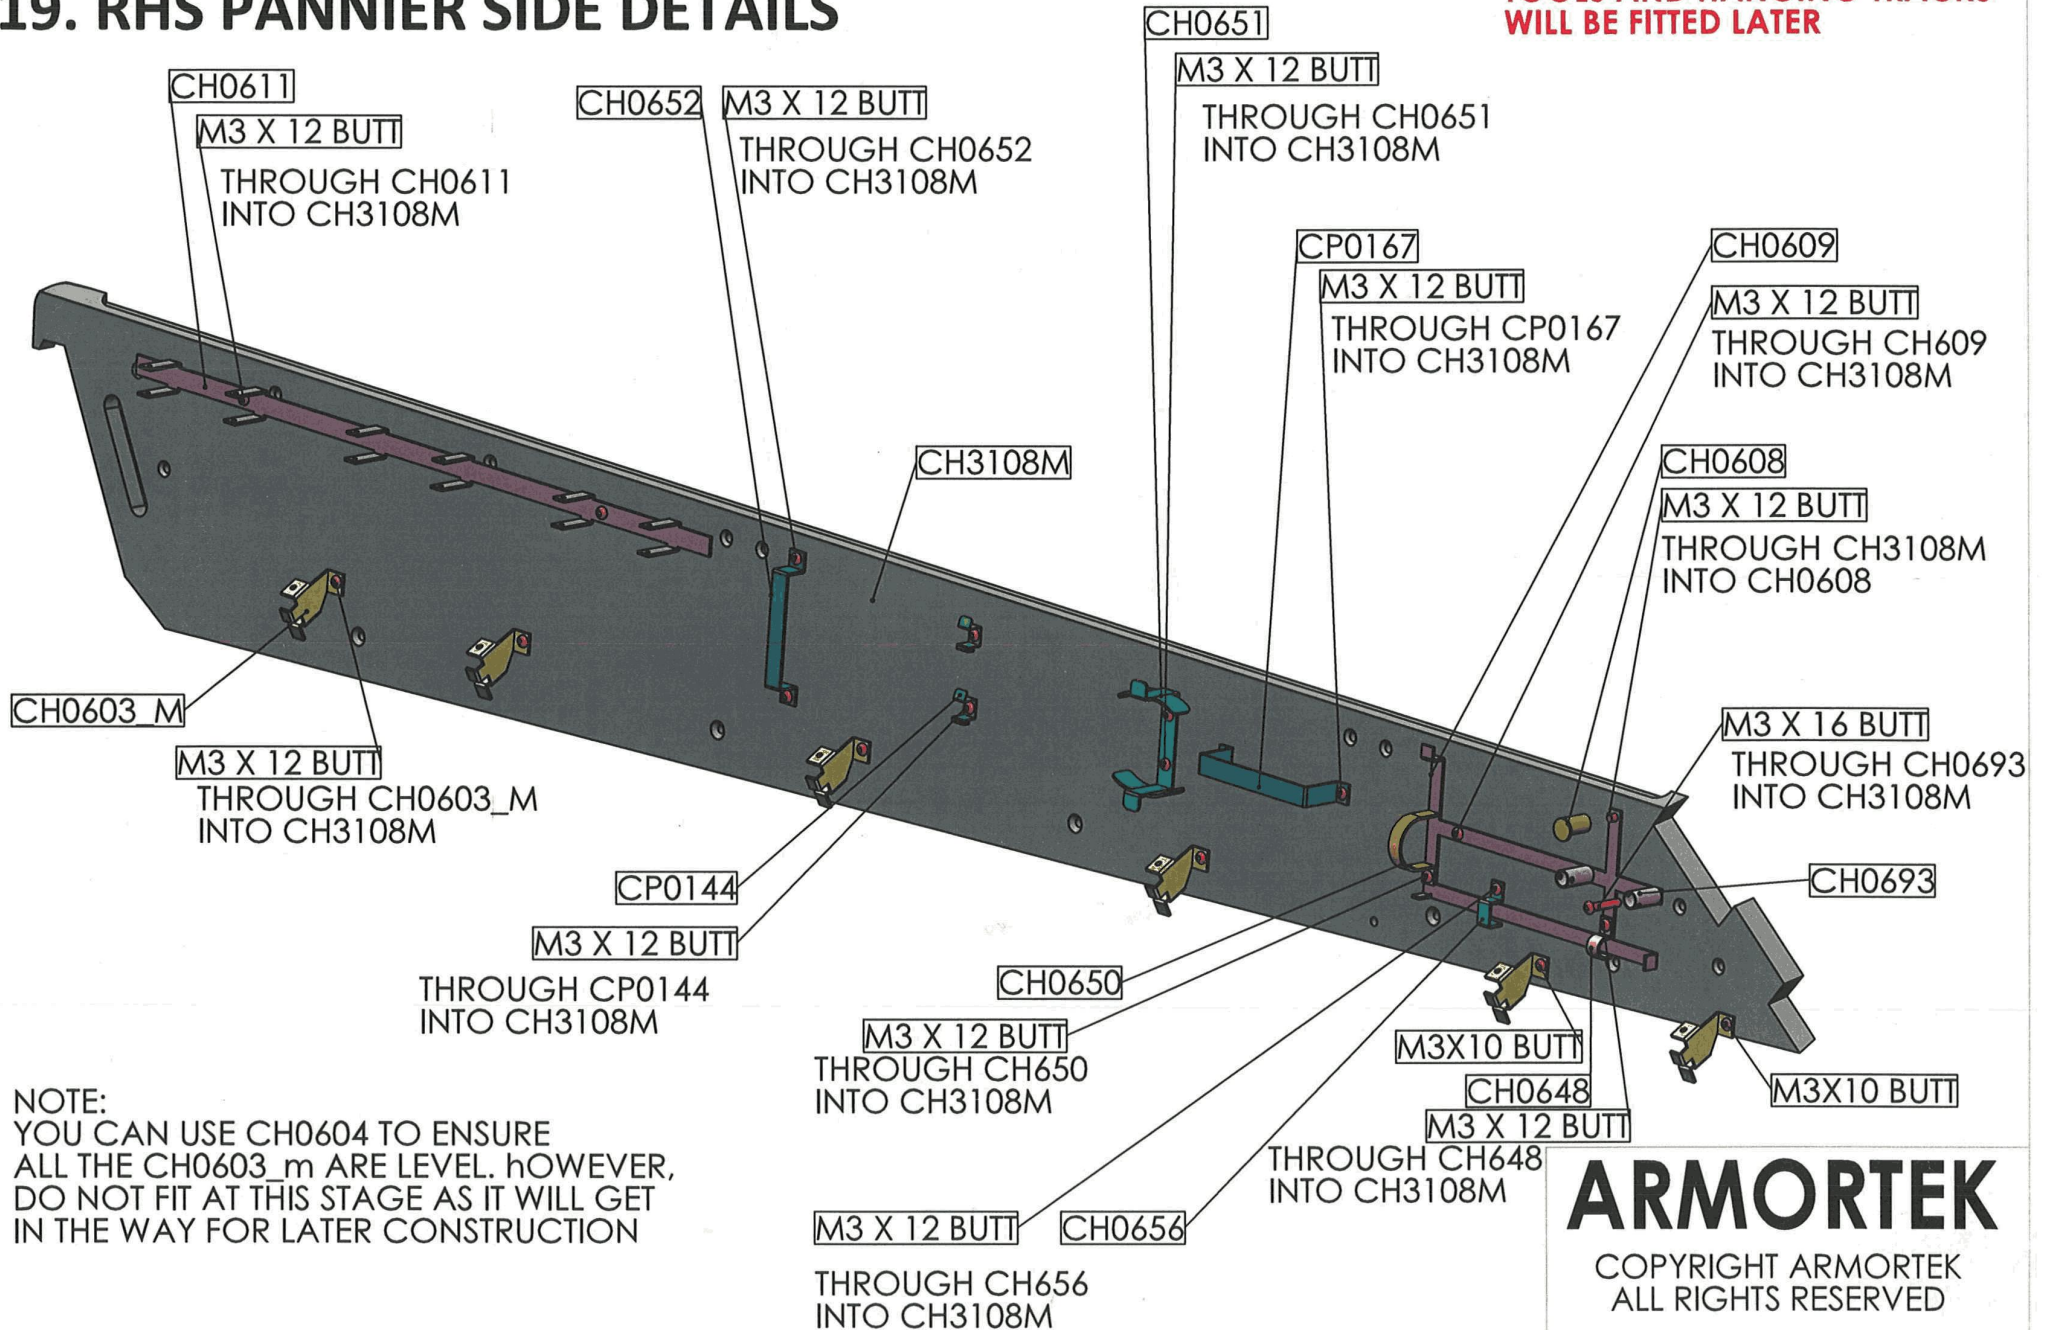 19. RHS PANNIER SIDE DETAILS
TOOLS AND HANGING TRACKS
WILL BE FITTED LATER
CH0611
M3 X 12 BUTT
THROUGH CH0611
INTO CH3108M
CH0652
M3 X 12 BUTT
THROUGH CH0652
INTO CH3108M
CH0651
M3 X 12 BUTT
THROUGH CH0651
INTO CH3108M
CP0167
M3 X 12 BUTT
THROUGH CP0167
INTO CH3108M
CH0609
M3 X 12 BUTT
THROUGH CH609
INTO CH3108M
CH3108M
CH0608
M3 X 12 BUTT
THROUGH CH3108M
INTO CH0608
CH0603_M
M3 X 12 BUTT
THROUGH CH0603_M
INTO CH3108M
M3 X 16 BUTT
THROUGH CH0693
INTO CH3108M
CP0144
M3 X 12 BUTT
THROUGH CP0144
INTO CH3108M
CH0693
CH0650
M3 X 12 BUTT
THROUGH CH650
INTO CH3108M
M3X10 BUTT
CH0648
M3 X 12 BUTT
THROUGH CH648
INTO CH3108M
M3X10 BUTT
M3 X 12 BUTT
CH0656
THROUGH CH656
INTO CH3108M
NOTE:
YOU CAN USE CH0604 TO ENSURE
ALL THE CH0603_m ARE LEVEL. hOWEVER,
DO NOT FIT AT THIS STAGE AS IT WILL GET
IN THE WAY FOR LATER CONSTRUCTION
ARMORTEK
COPYRIGHT ARMORTEK
ALL RIGHTS RESERVED